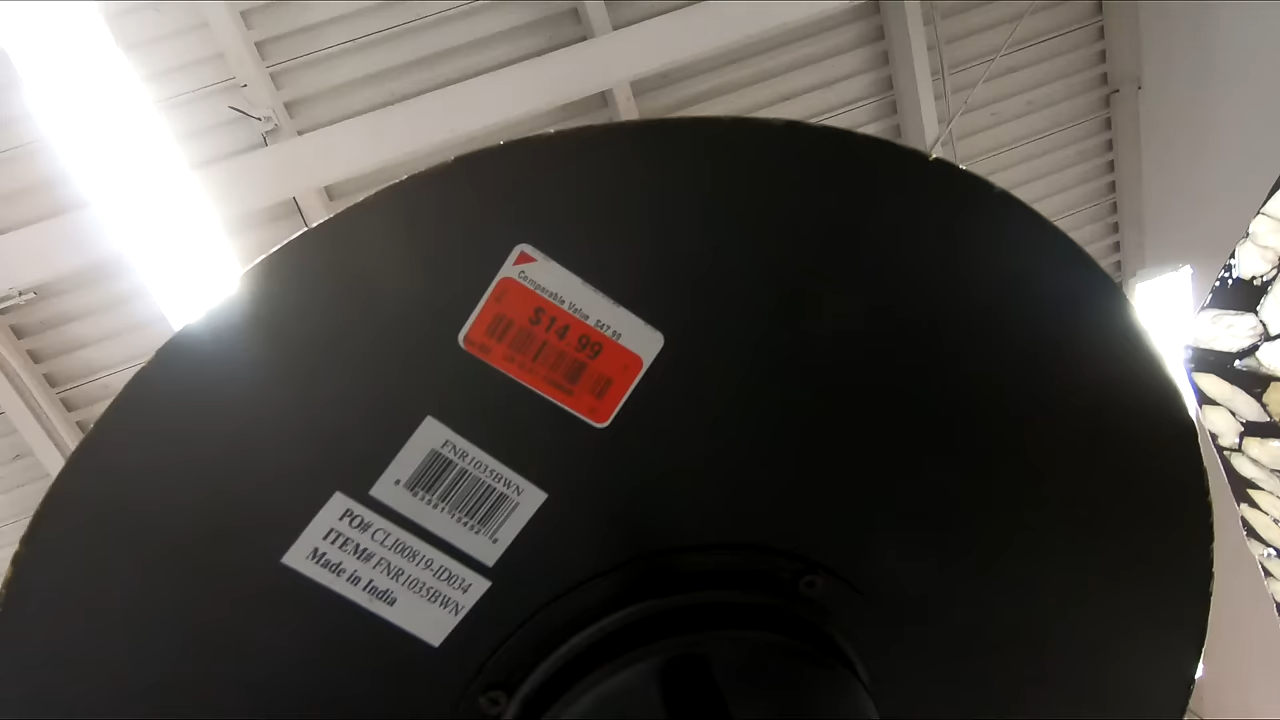 Comparable Value $47.99
$14.99
FNR1035BWN
PO# CLI00819-ID034
ITEM# FNR1035BWN
Made in India